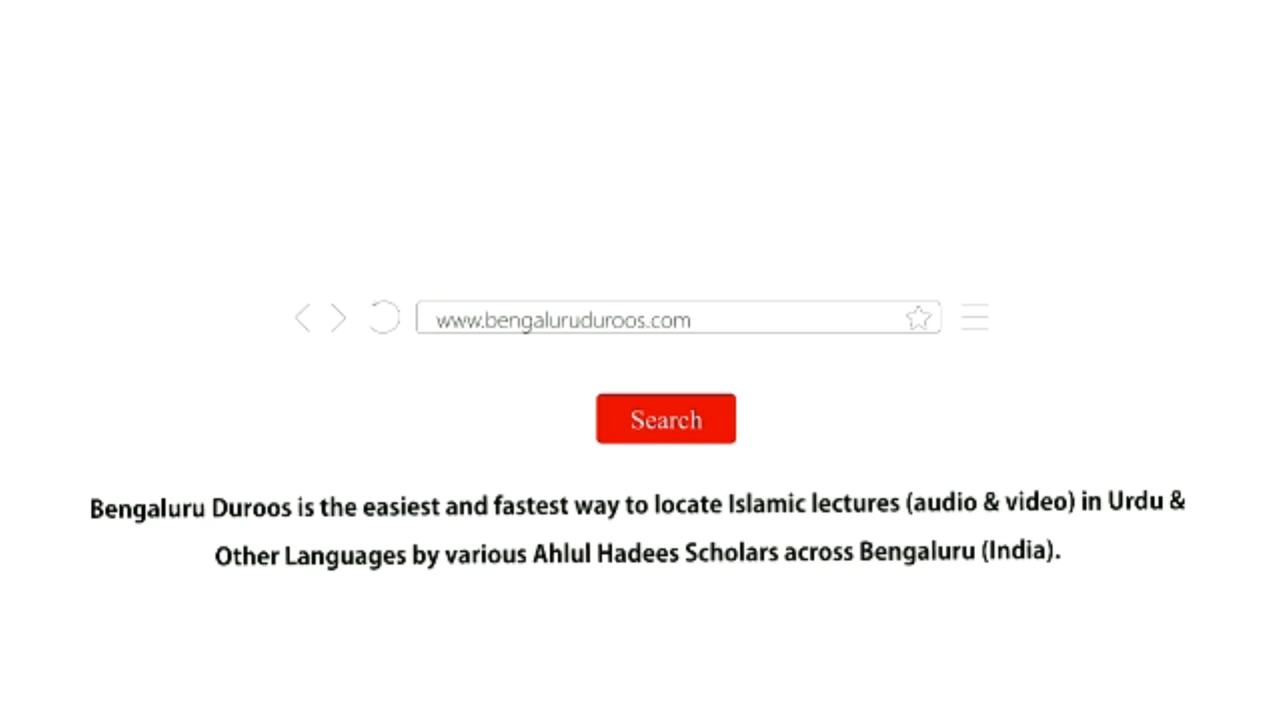 www.bengaluruduroos.com
Search
Bengaluru Duroos is the easiest and fastest way to locate Islamic lectures (audio & video) in Urdu &
Other Languages by various Ahlul Hadees Scholars across Bengaluru (India).